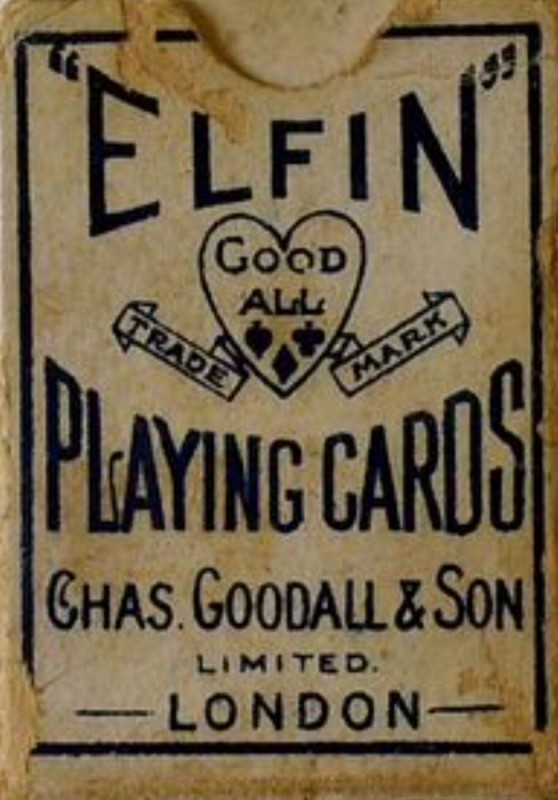 "ELFIN"
GOOD
ALL
TRADE MARK
PLAYING CARDS
CHAS. GOODALL & SON
LIMITED.
— LONDON —